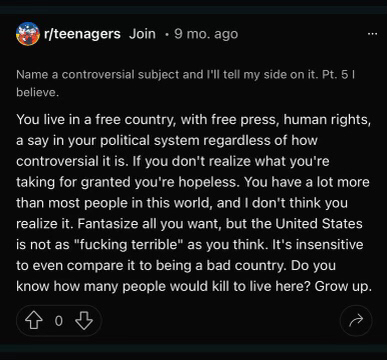 r/teenagers Join • 9 mo. ago
Name a controversial subject and I'll tell my side on it. Pt. 5 I
believe.
You live in a free country, with free press, human rights,
a say in your political system regardless of how
controversial it is. If you don't realize what you're
taking for granted you're hopeless. You have a lot more
than most people in this world, and I don't think you
realize it. Fantasize all you want, but the United States
is not as "fucking terrible" as you think. It's insensitive
to even compare it to being a bad country. Do you
know how many people would kill to live here? Grow up.
0